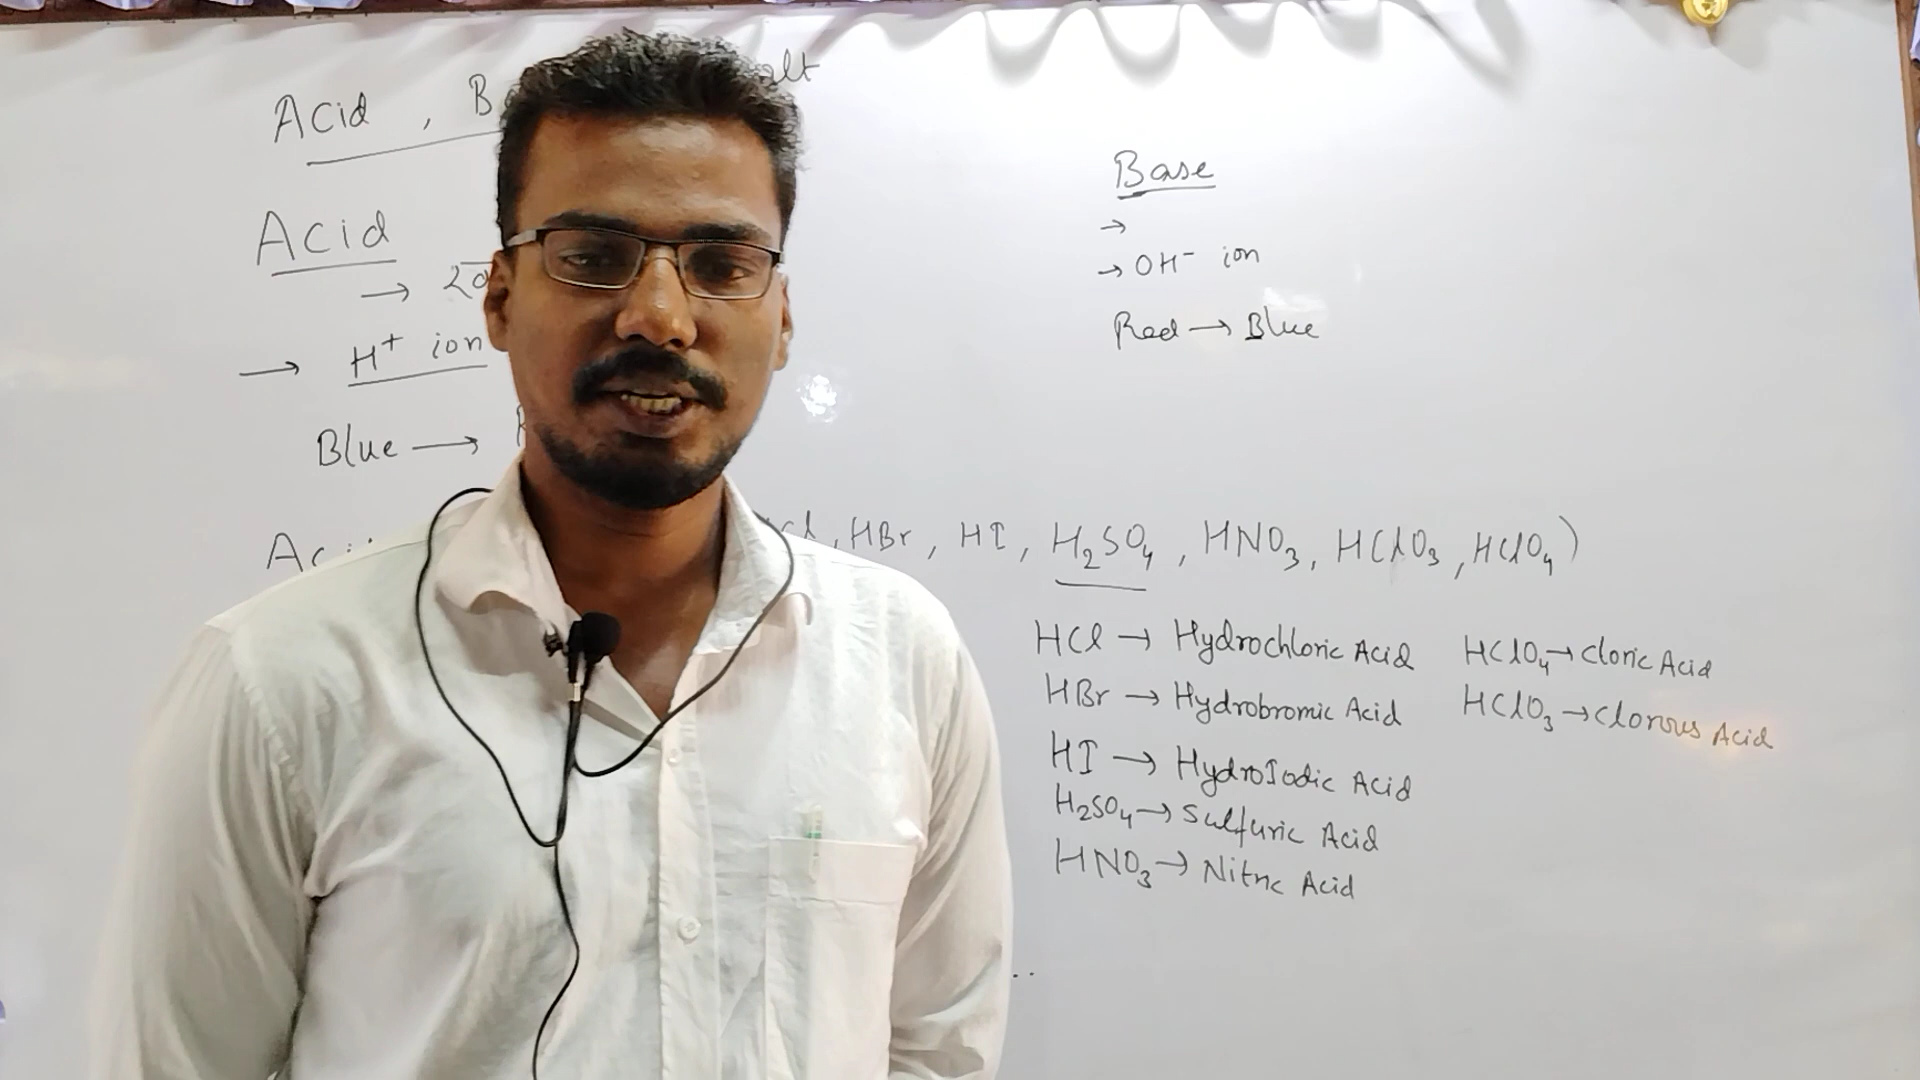 Acid , B alt
Acid
→
→ H⁺ ion
Blue →
Base
→
→ OH⁻ ion
Red → Blue
HBr , HI , H₂SO₄ , HNO₃ , HClO₃ , HClO₄)
HCl → Hydrochloric Acid
HBr → Hydrobromic Acid
HI → HydroIodic Acid
H₂SO₄ → Sulfuric Acid
HNO₃ → Nitric Acid
HClO₄ → Cloric Acid
HClO₃ → Clorous Acid